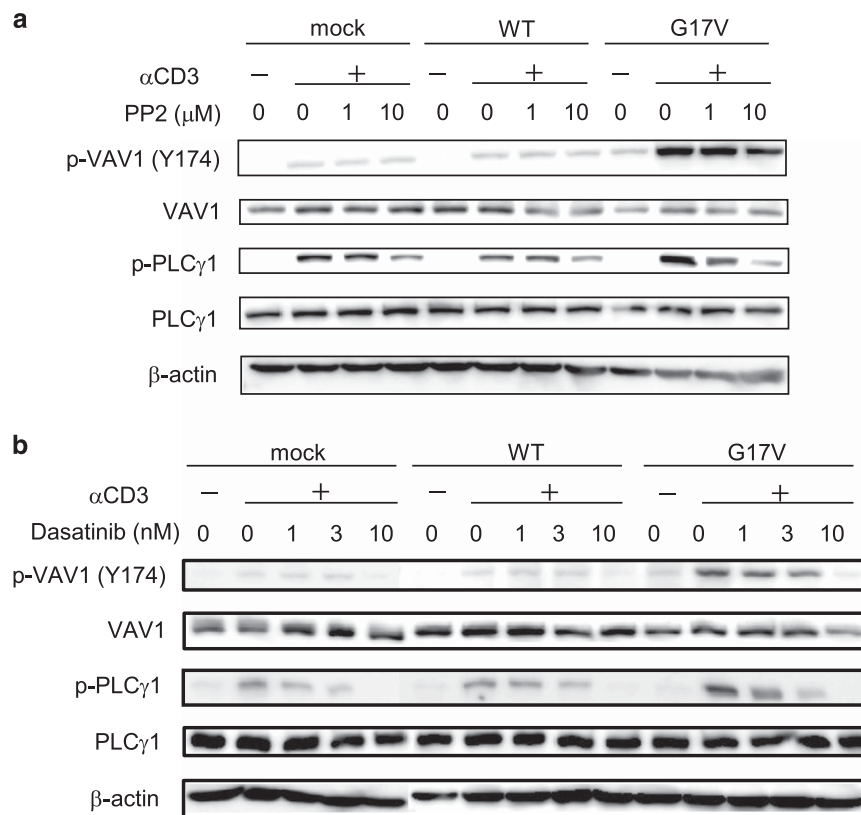 a
mock WT G17V
αCD3 – + – + – +
PP2 (μM) 0 0 1 10 0 0 1 10 0 0 1 10
p-VAV1 (Y174)
VAV1
p-PLCγ1
PLCγ1
β-actin
b
mock WT G17V
αCD3 – + – + – +
Dasatinib (nM) 0 0 1 3 10 0 0 1 3 10 0 0 1 3 10
p-VAV1 (Y174)
VAV1
p-PLCγ1
PLCγ1
β-actin